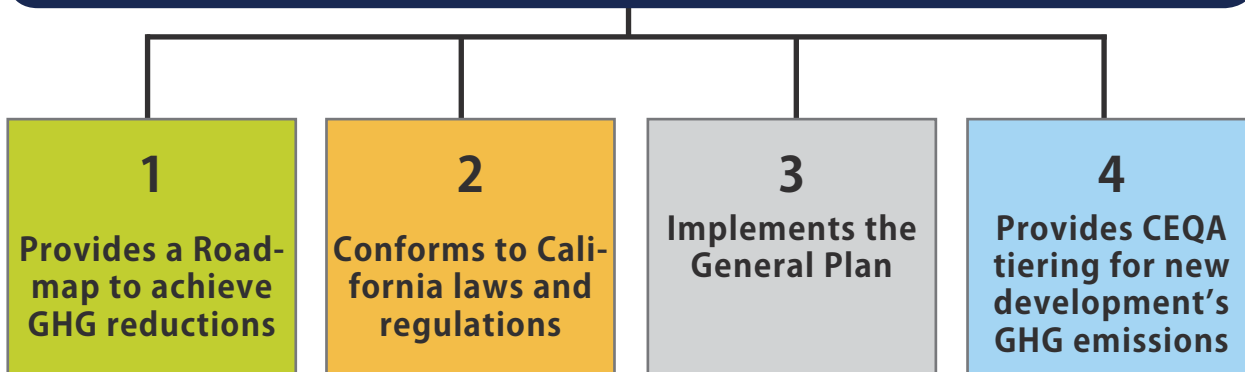 1
Provides a Road-
map to achieve
GHG reductions
2
Conforms to Cali-
fornia laws and
regulations
3
Implements the
General Plan
4
Provides CEQA
tiering for new
development’s
GHG emissions